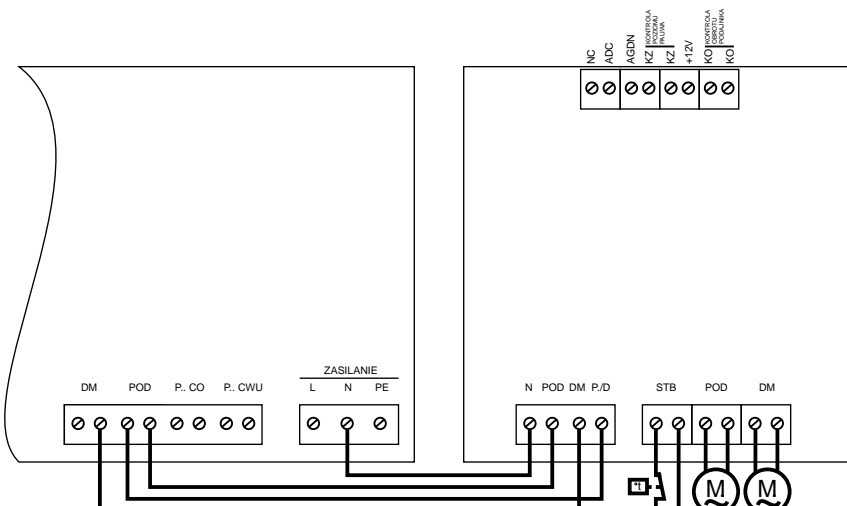 NC
ADC
AGDN
KZ
KONTROLA
POZIOMU
PALIWA
KZ
+12V
KO
KONTROLA
OBROTU
PODAJNIKA
KO
ZASILANIE
DM POD P.. CO P.. CWU L N PE
N POD DM P./D STB POD DM
°t
M
M